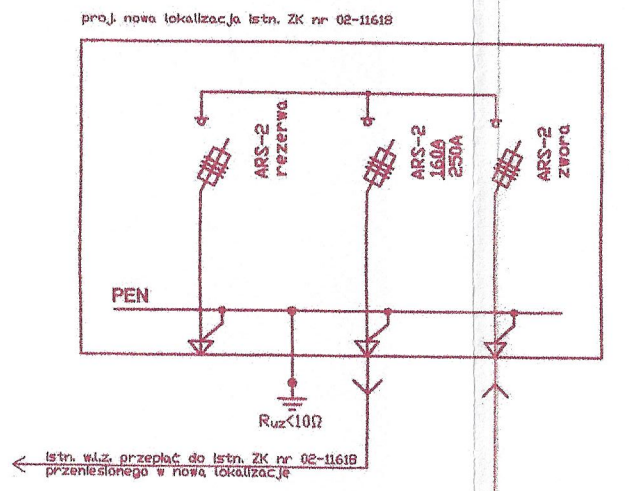 proj. nowa lokalizacja istn. ZK nr 02-11618
ARS-2
rezerwa
ARS-2
160A
250A
ARS-2
zwora
PEN
Ruz<10Ω
istn. w.l.z. przepiąć do istn. ZK nr 02-11618
przeniesionego w nową lokalizację